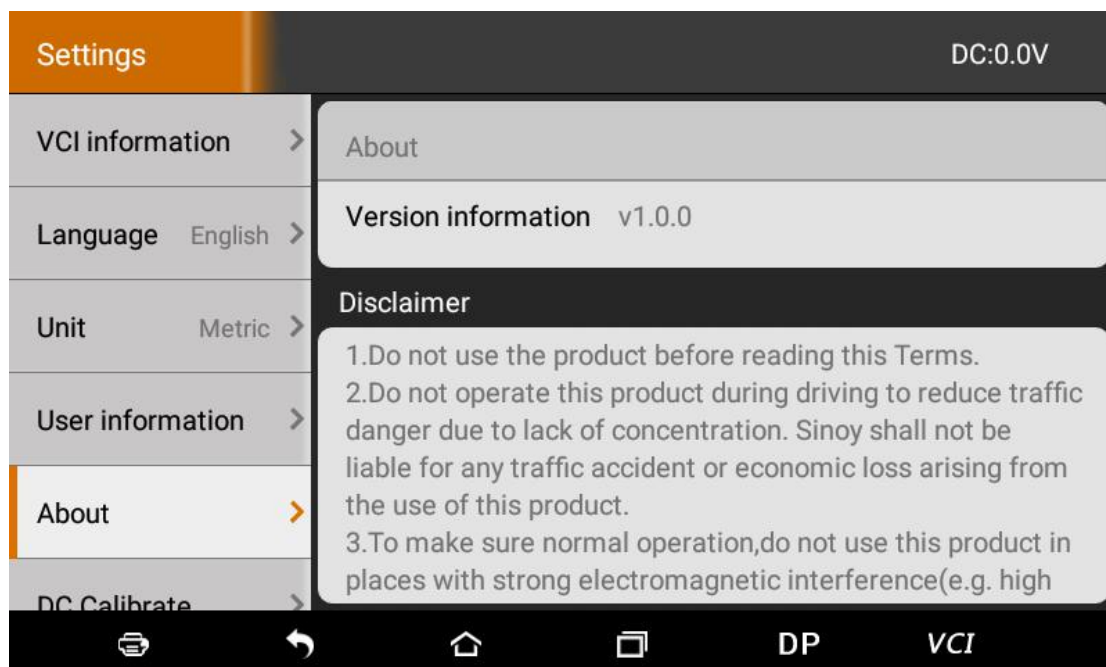 Settings
DC:0.0V
VCI information
Language English
Unit Metric
User information
About
DC Calibrate
About
Version information v1.0.0
Disclaimer
1.Do not use the product before reading this Terms.
2.Do not operate this product during driving to reduce traffic
danger due to lack of concentration. Sinoy shall not be
liable for any traffic accident or economic loss arising from
the use of this product.
3.To make sure normal operation,do not use this product in
places with strong electromagnetic interference(e.g. high
DP
VCI